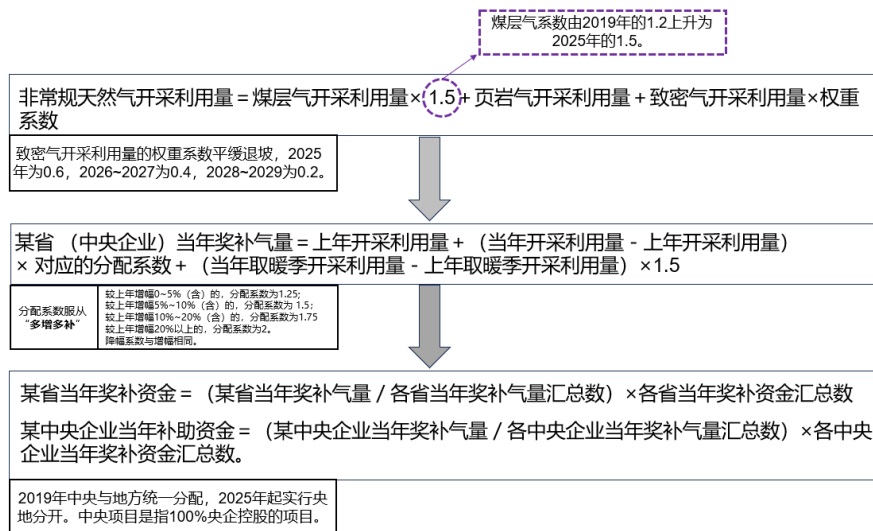 煤层气系数由2019年的1.2上升为
2025年的1.5。
非常规天然气开采利用量＝煤层气开采利用量×1.5+页岩气开采利用量＋致密气开采利用量×权重
系数
致密气开采利用量的权重系数平缓退坡，2025
年为0.6，2026~2027为0.4，2028~2029为0.2。
某省 （中央企业）当年奖补气量＝上年开采利用量＋（当年开采利用量 - 上年开采利用量）
× 对应的分配系数＋（当年取暖季开采利用量 - 上年取暖季开采利用量）×1.5
分配系数服从
“多增多补”
较上年增幅0~5%（含）的，分配系数为1.25;
较上年增幅5%~10%（含）的，分配系数为 1.5;
较上年增幅10%~20%（含）的，分配系数为1.75
较上年增幅20%以上的，分配系数为2。
降幅系数与增幅相同。
某省当年奖补资金＝（某省当年奖补气量 / 各省当年奖补气量汇总数）×各省当年奖补资金汇总数
某中央企业当年补助资金＝（某中央企业当年奖补气量 / 各中央企业当年奖补气量汇总数）×各中央
企业当年奖补资金汇总数。
2019年中央与地方统一分配，2025年起实行央
地分开。中央项目是指100%央企控股的项目。